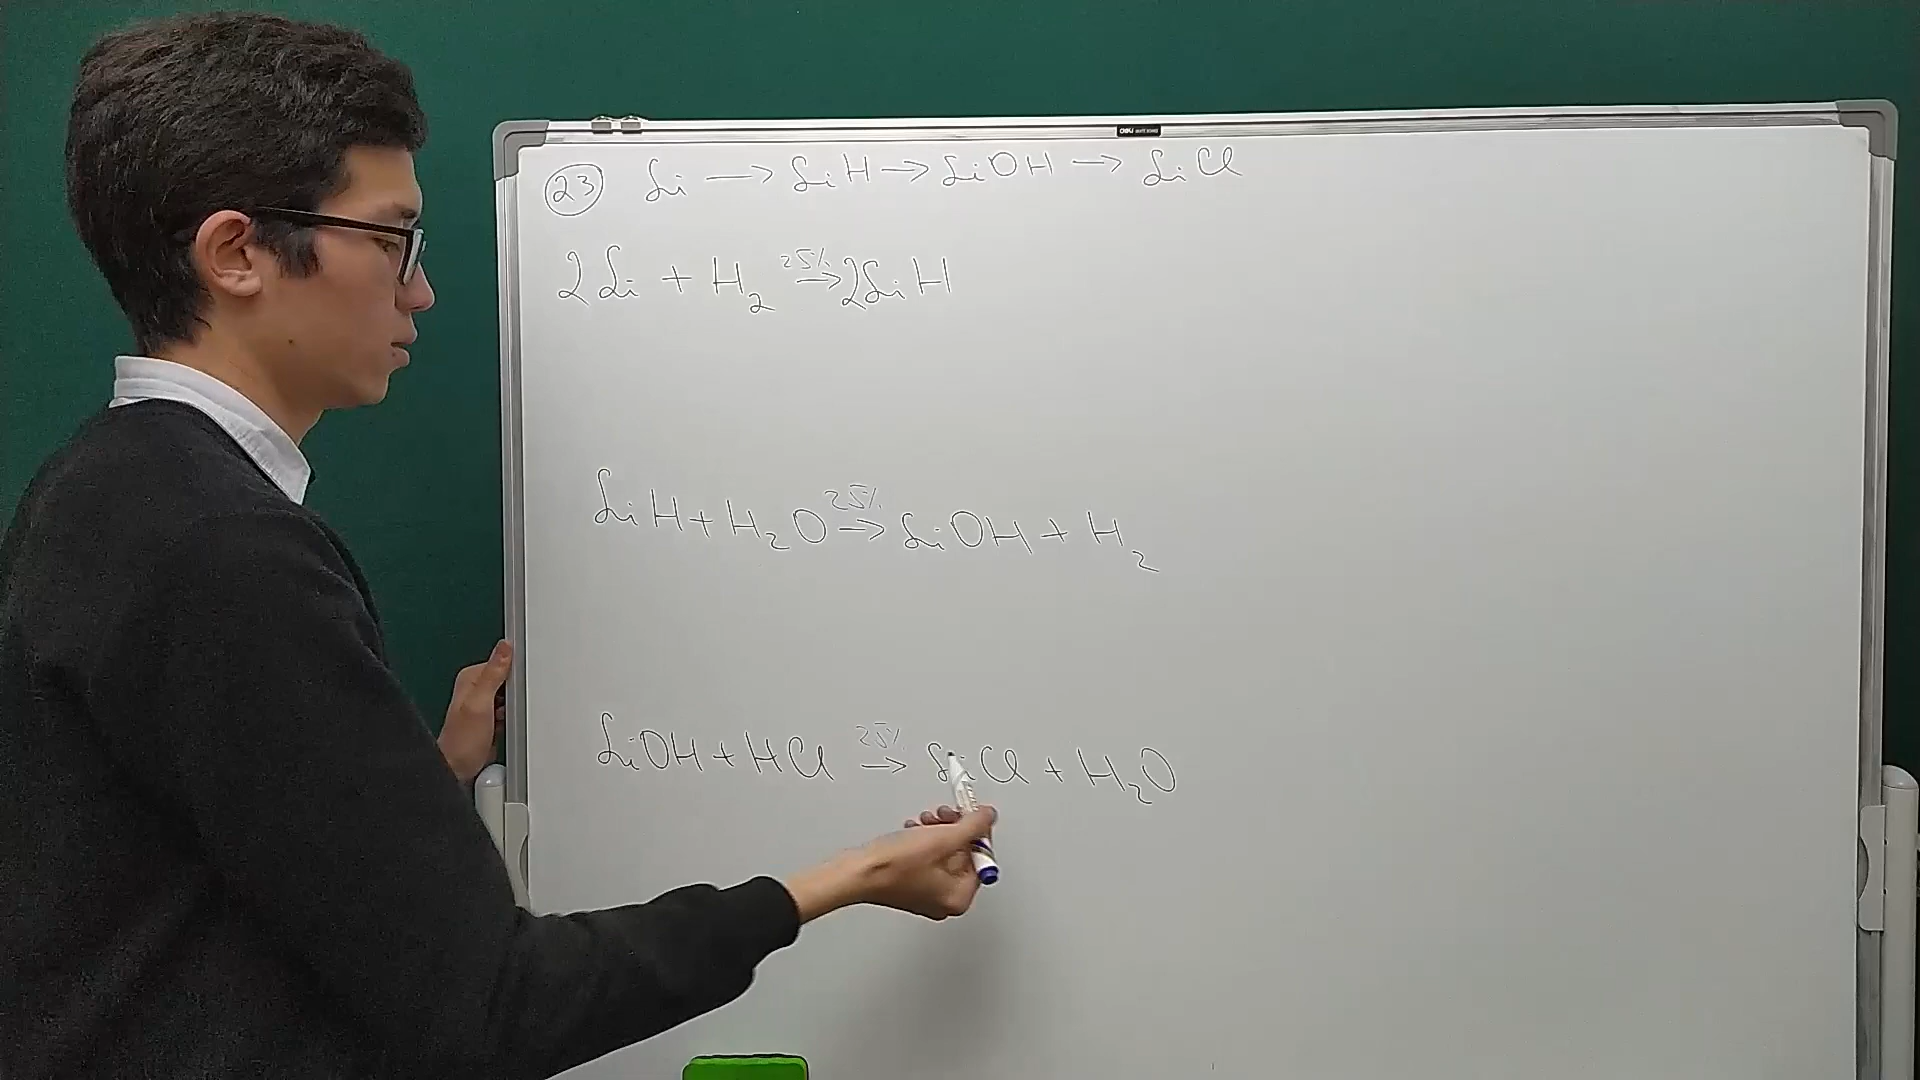 deli
23 Li → LiH → LiOH → LiCl
2Li + H₂ 25% → 2LiH
LiH + H₂O 25% → LiOH + H₂
LiOH + HCl 25% → LiCl + H₂O